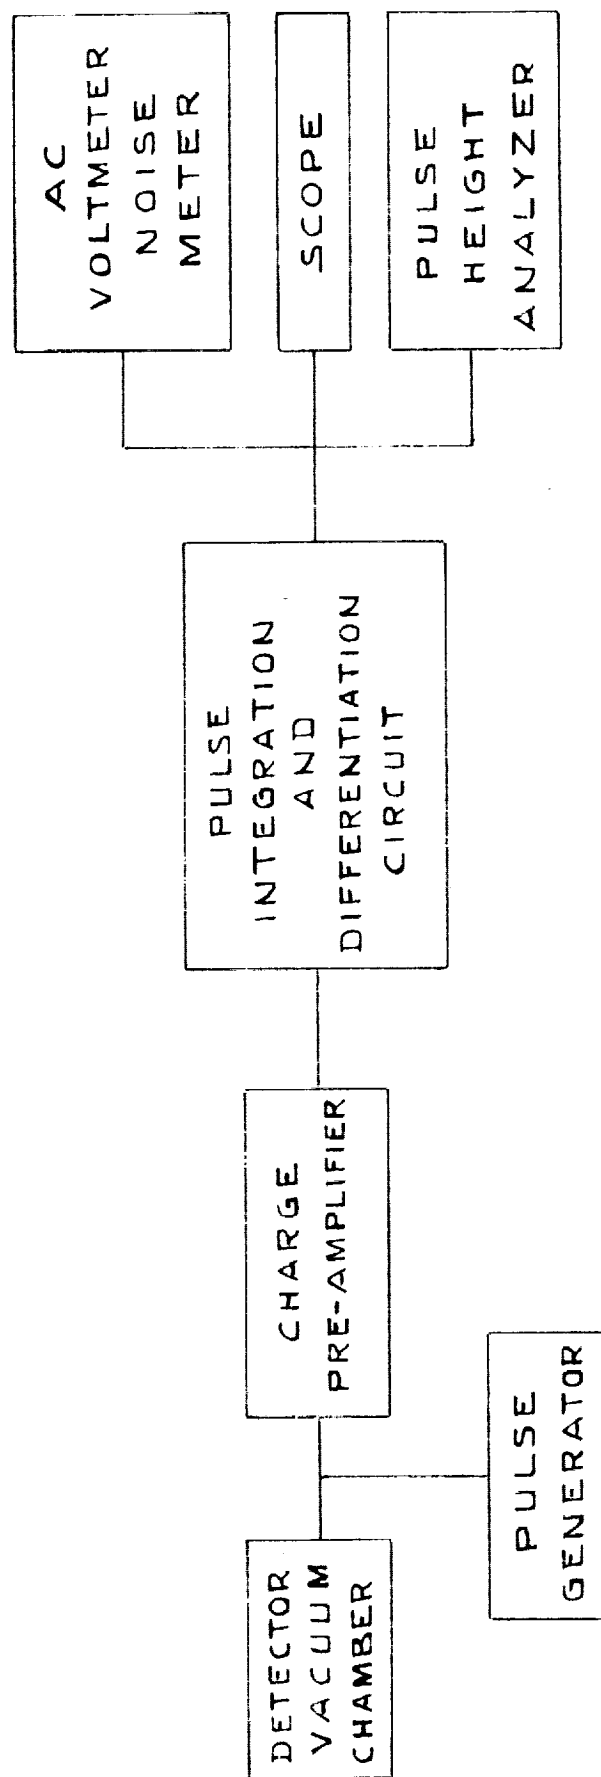 DETECTOR
VACUUM
CHAMBER
PULSE
GENERATOR
CHARGE
PRE-AMPLIFIER
PULSE
INTEGRATION
AND
DIFFERENTIATION
CIRCUIT
AC
VOLTMETER
NOISE
METER
SCOPE
PULSE
HEIGHT
ANALYZER